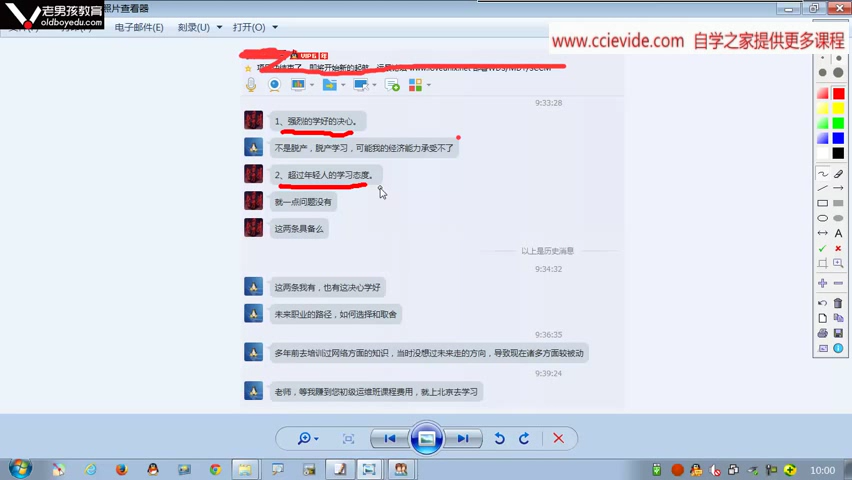 老男孩教育
oldboyedu.com
照片查看器
电子邮件(E)
刻录(U)
打开(O)
www.ccievide.com 自学之家提供更多课程
9:33:28
1、强烈的学好的决心。
不是脱产，脱产学习，可能我的经济能力承受不了
2、超过年轻人的学习态度。
就一点问题没有
这两条具备么
以上是历史消息
9:34:32
这两条我有，也有这决心学好
未来职业的路径，如何选择和取舍
9:36:35
多年前去培训过网络方面的知识，当时没想过未来走的方向，导致现在诸多方面较被动
9:39:24
老师，等我赚到您初级运维班课程费用，就上北京去学习
10:00